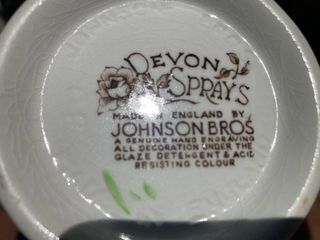 DEVON
SPRAYS
MADE IN ENGLAND BY
JOHNSON BROS
A GENUINE HAND ENGRAVING
ALL DECORATION UNDER THE
GLAZE DETERGENT & ACID
RESISTING COLOUR